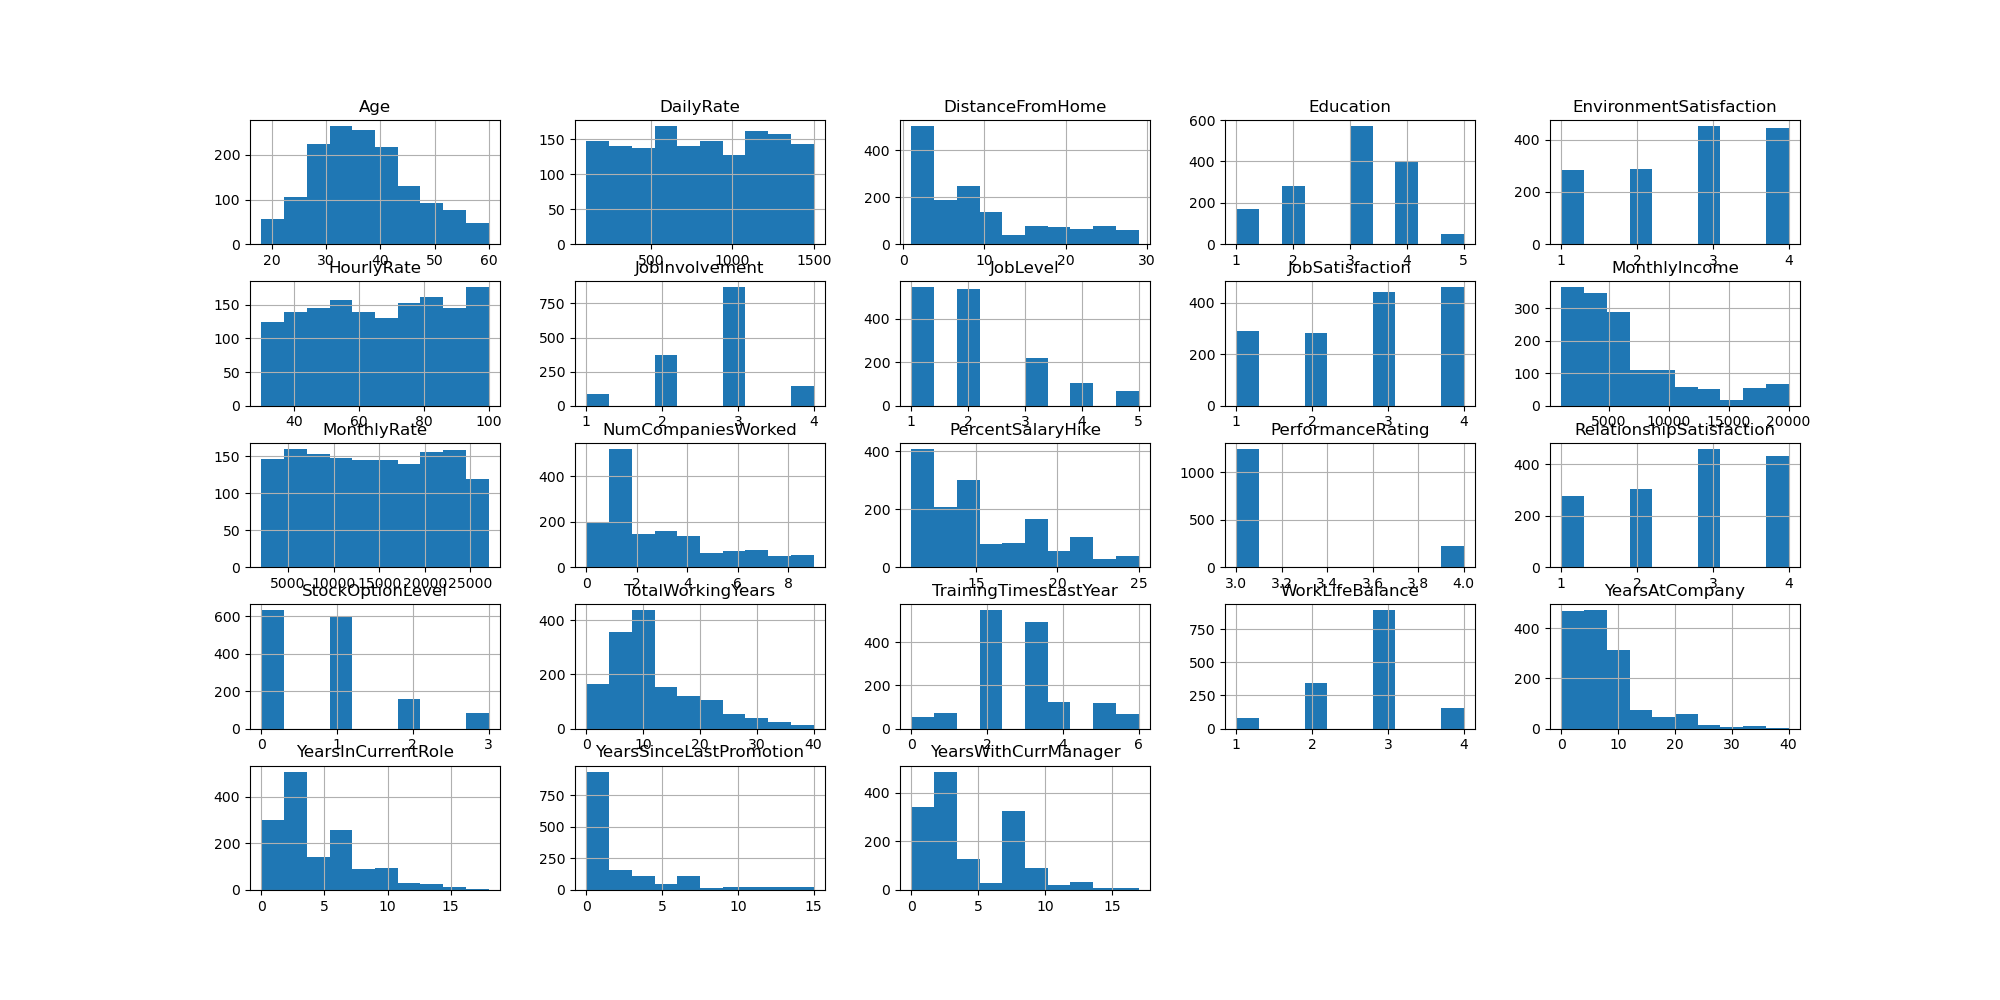 Age DailyRate DistanceFromHome Education EnvironmentSatisfaction
200 100 0 20 30 40 50 60
150 100 50 0 500 1000 1500
400 200 0 0 10 20 30
600 400 200 0 1 2 3 4 5
400 200 0 1 2 3 4
HourlyRate JobInvolvement JobLevel JobSatisfaction MonthlyIncome
150 100 50 0 40 60 80 100
750 500 250 0 1 2 3 4
400 200 0 1 2 3 4 5
400 200 0 1 2 3 4
300 200 100 0 5000 10000 15000 20000
MonthlyRate NumCompaniesWorked PercentSalaryHike PerformanceRating RelationshipSatisfaction
150 100 50 0 5000 10000 15000 20000 25000
400 200 0 0 2 4 6 8
400 200 0 15 20 25
1000 500 0 3.0 3.2 3.4 3.6 3.8 4.0
400 200 0 1 2 3 4
StockOptionLevel TotalWorkingYears TrainingTimesLastYear WorkLifeBalance YearsAtCompany
600 400 200 0 0 1 2 3
400 200 0 0 10 20 30 40
400 200 0 0 2 4 6
750 500 250 0 1 2 3 4
400 200 0 0 10 20 30 40
YearsInCurrentRole YearsSinceLastPromotion YearsWithCurrManager
400 200 0 0 5 10 15
750 500 250 0 0 5 10 15
400 200 0 0 5 10 15